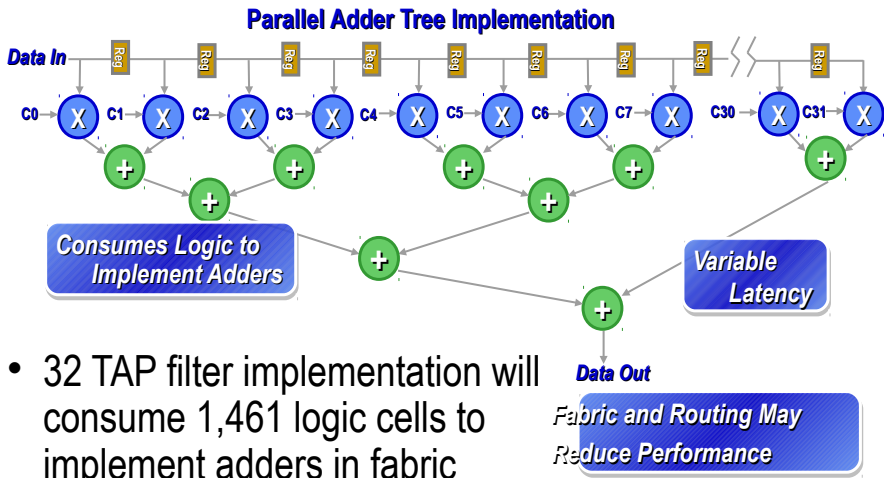 Parallel Adder Tree Implementation
Data In
Reg Reg Reg Reg Reg Reg Reg Reg Reg
C0 X C1 X C2 X C3 X C4 X C5 X C6 X C7 X C30 X C31 X
+ + + + +
+ +
Consumes Logic to
Implement Adders
+
Variable
Latency
+
• 32 TAP filter implementation will
consume 1,461 logic cells to
implement adders in fabric
Data Out
Fabric and Routing May
Reduce Performance